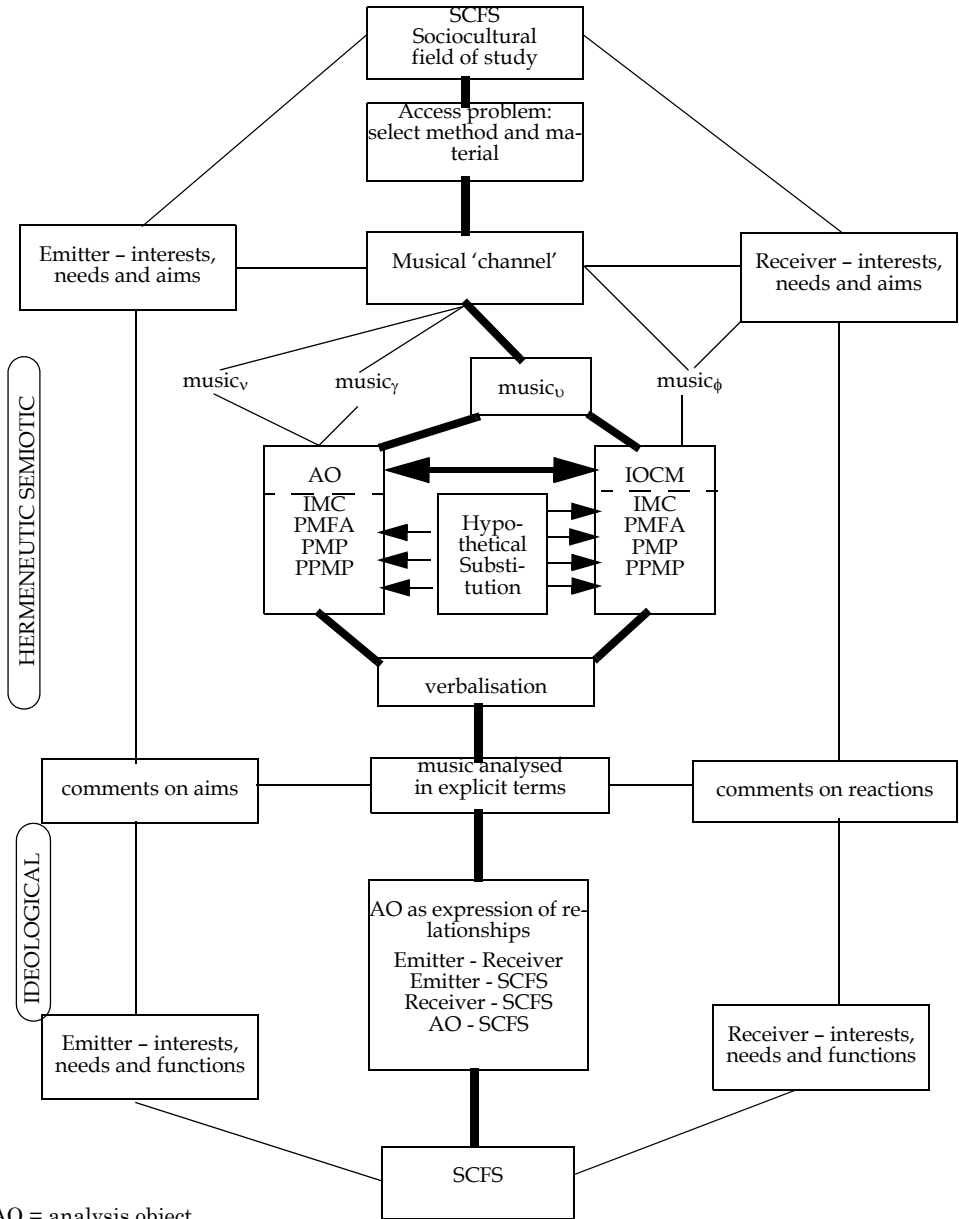 SCFS
Sociocultural
field of study
Access problem:
select method and ma-
terial
Emitter – interests,
needs and aims
Musical ‘channel’
Receiver – interests,
needs and aims
HERMENEUTIC SEMIOTIC
musicν
musicγ
musicυ
musicϕ
AO
IMC
PMFA
PMP
PPMP
Hypo-
thetical
Substi-
tution
IOCM
IMC
PMFA
PMP
PPMP
verbalisation
comments on aims
music analysed
in explicit terms
comments on reactions
IDEOLOGICAL
AO as expression of re-
lationships
Emitter - Receiver
Emitter - SCFS
Receiver - SCFS
AO - SCFS
Emitter – interests,
needs and functions
Receiver – interests,
needs and functions
SCFS
AO = analysis object